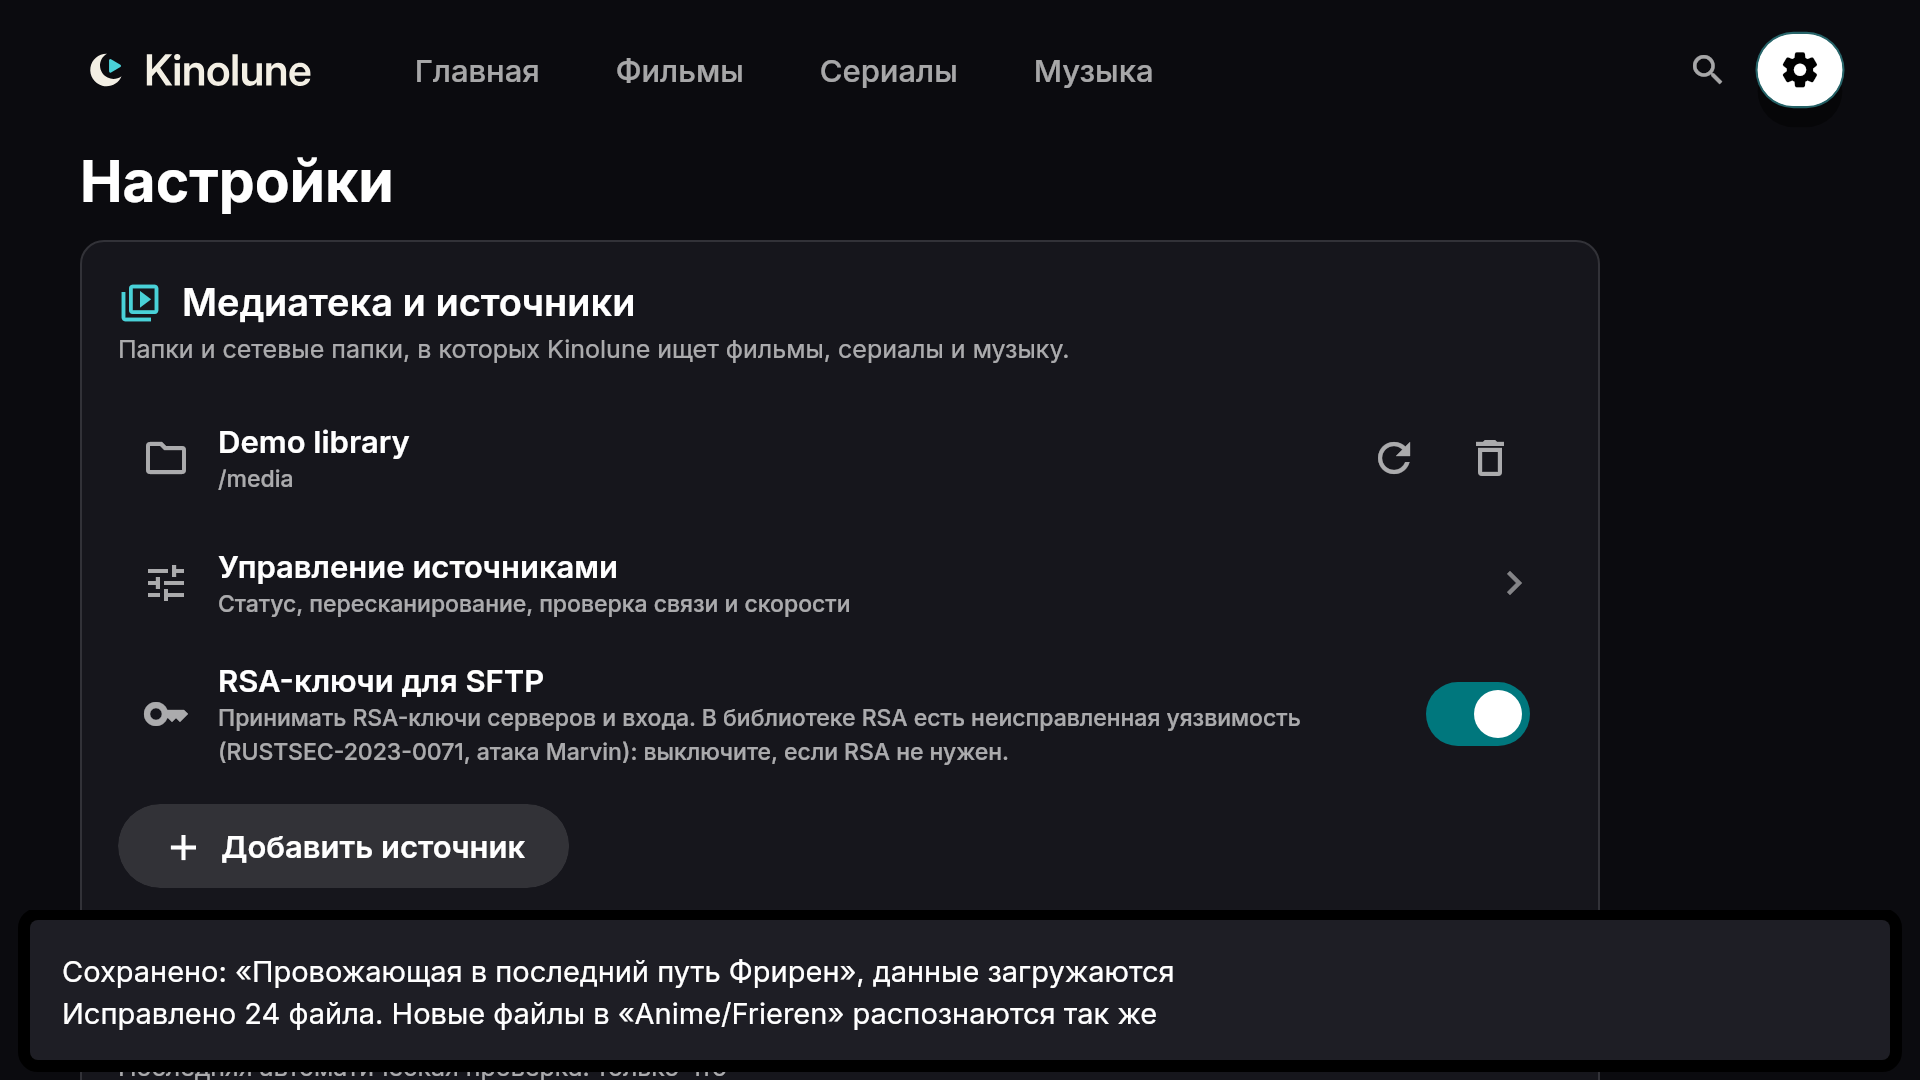 Kinolune
Главная
Фильмы
Сериалы
Музыка
Настройки
Медиатека и источники
Папки и сетевые папки, в которых Kinolune ищет фильмы, сериалы и музыку.
Demo library
/media
Управление источниками
Статус, пересканирование, проверка связи и скорости
RSA-ключи для SFTP
Принимать RSA-ключи серверов и входа. В библиотеке RSA есть неисправленная уязвимость
(RUSTSEC-2023-0071, атака Marvin): выключите, если RSA не нужен.
Добавить источник
Сохранено: «Провожающая в последний путь Фрирен», данные загружаются
Исправлено 24 файла. Новые файлы в «Anime/Frieren» распознаются так же